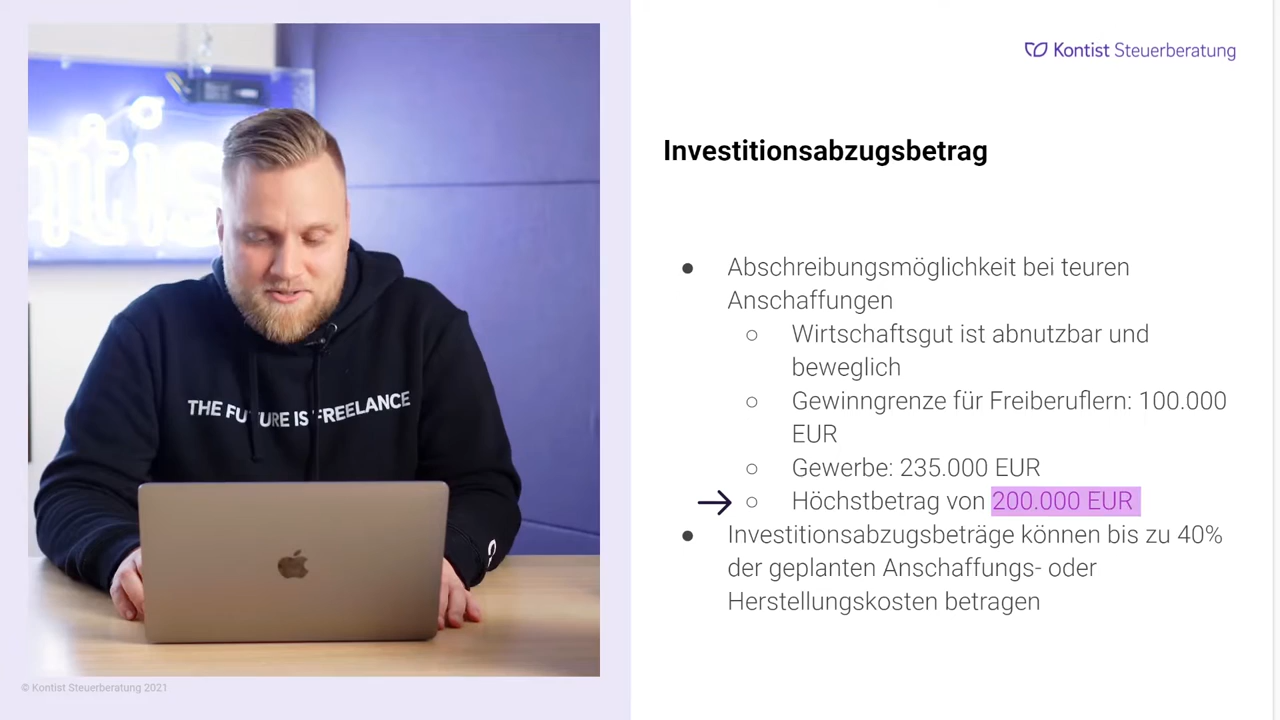 ntis
THE FUTURE IS FREELANCE
© Kontist Steuerberatung 2021
Kontist Steuerberatung
Investitionsabzugsbetrag
● Abschreibungsmöglichkeit bei teuren
Anschaffungen
○ Wirtschaftsgut ist abnutzbar und
beweglich
○ Gewinngrenze für Freiberuflern: 100.000
EUR
○ Gewerbe: 235.000 EUR
→ ○ Höchstbetrag von 200.000 EUR
● Investitionsabzugsbeträge können bis zu 40%
der geplanten Anschaffungs- oder
Herstellungskosten betragen